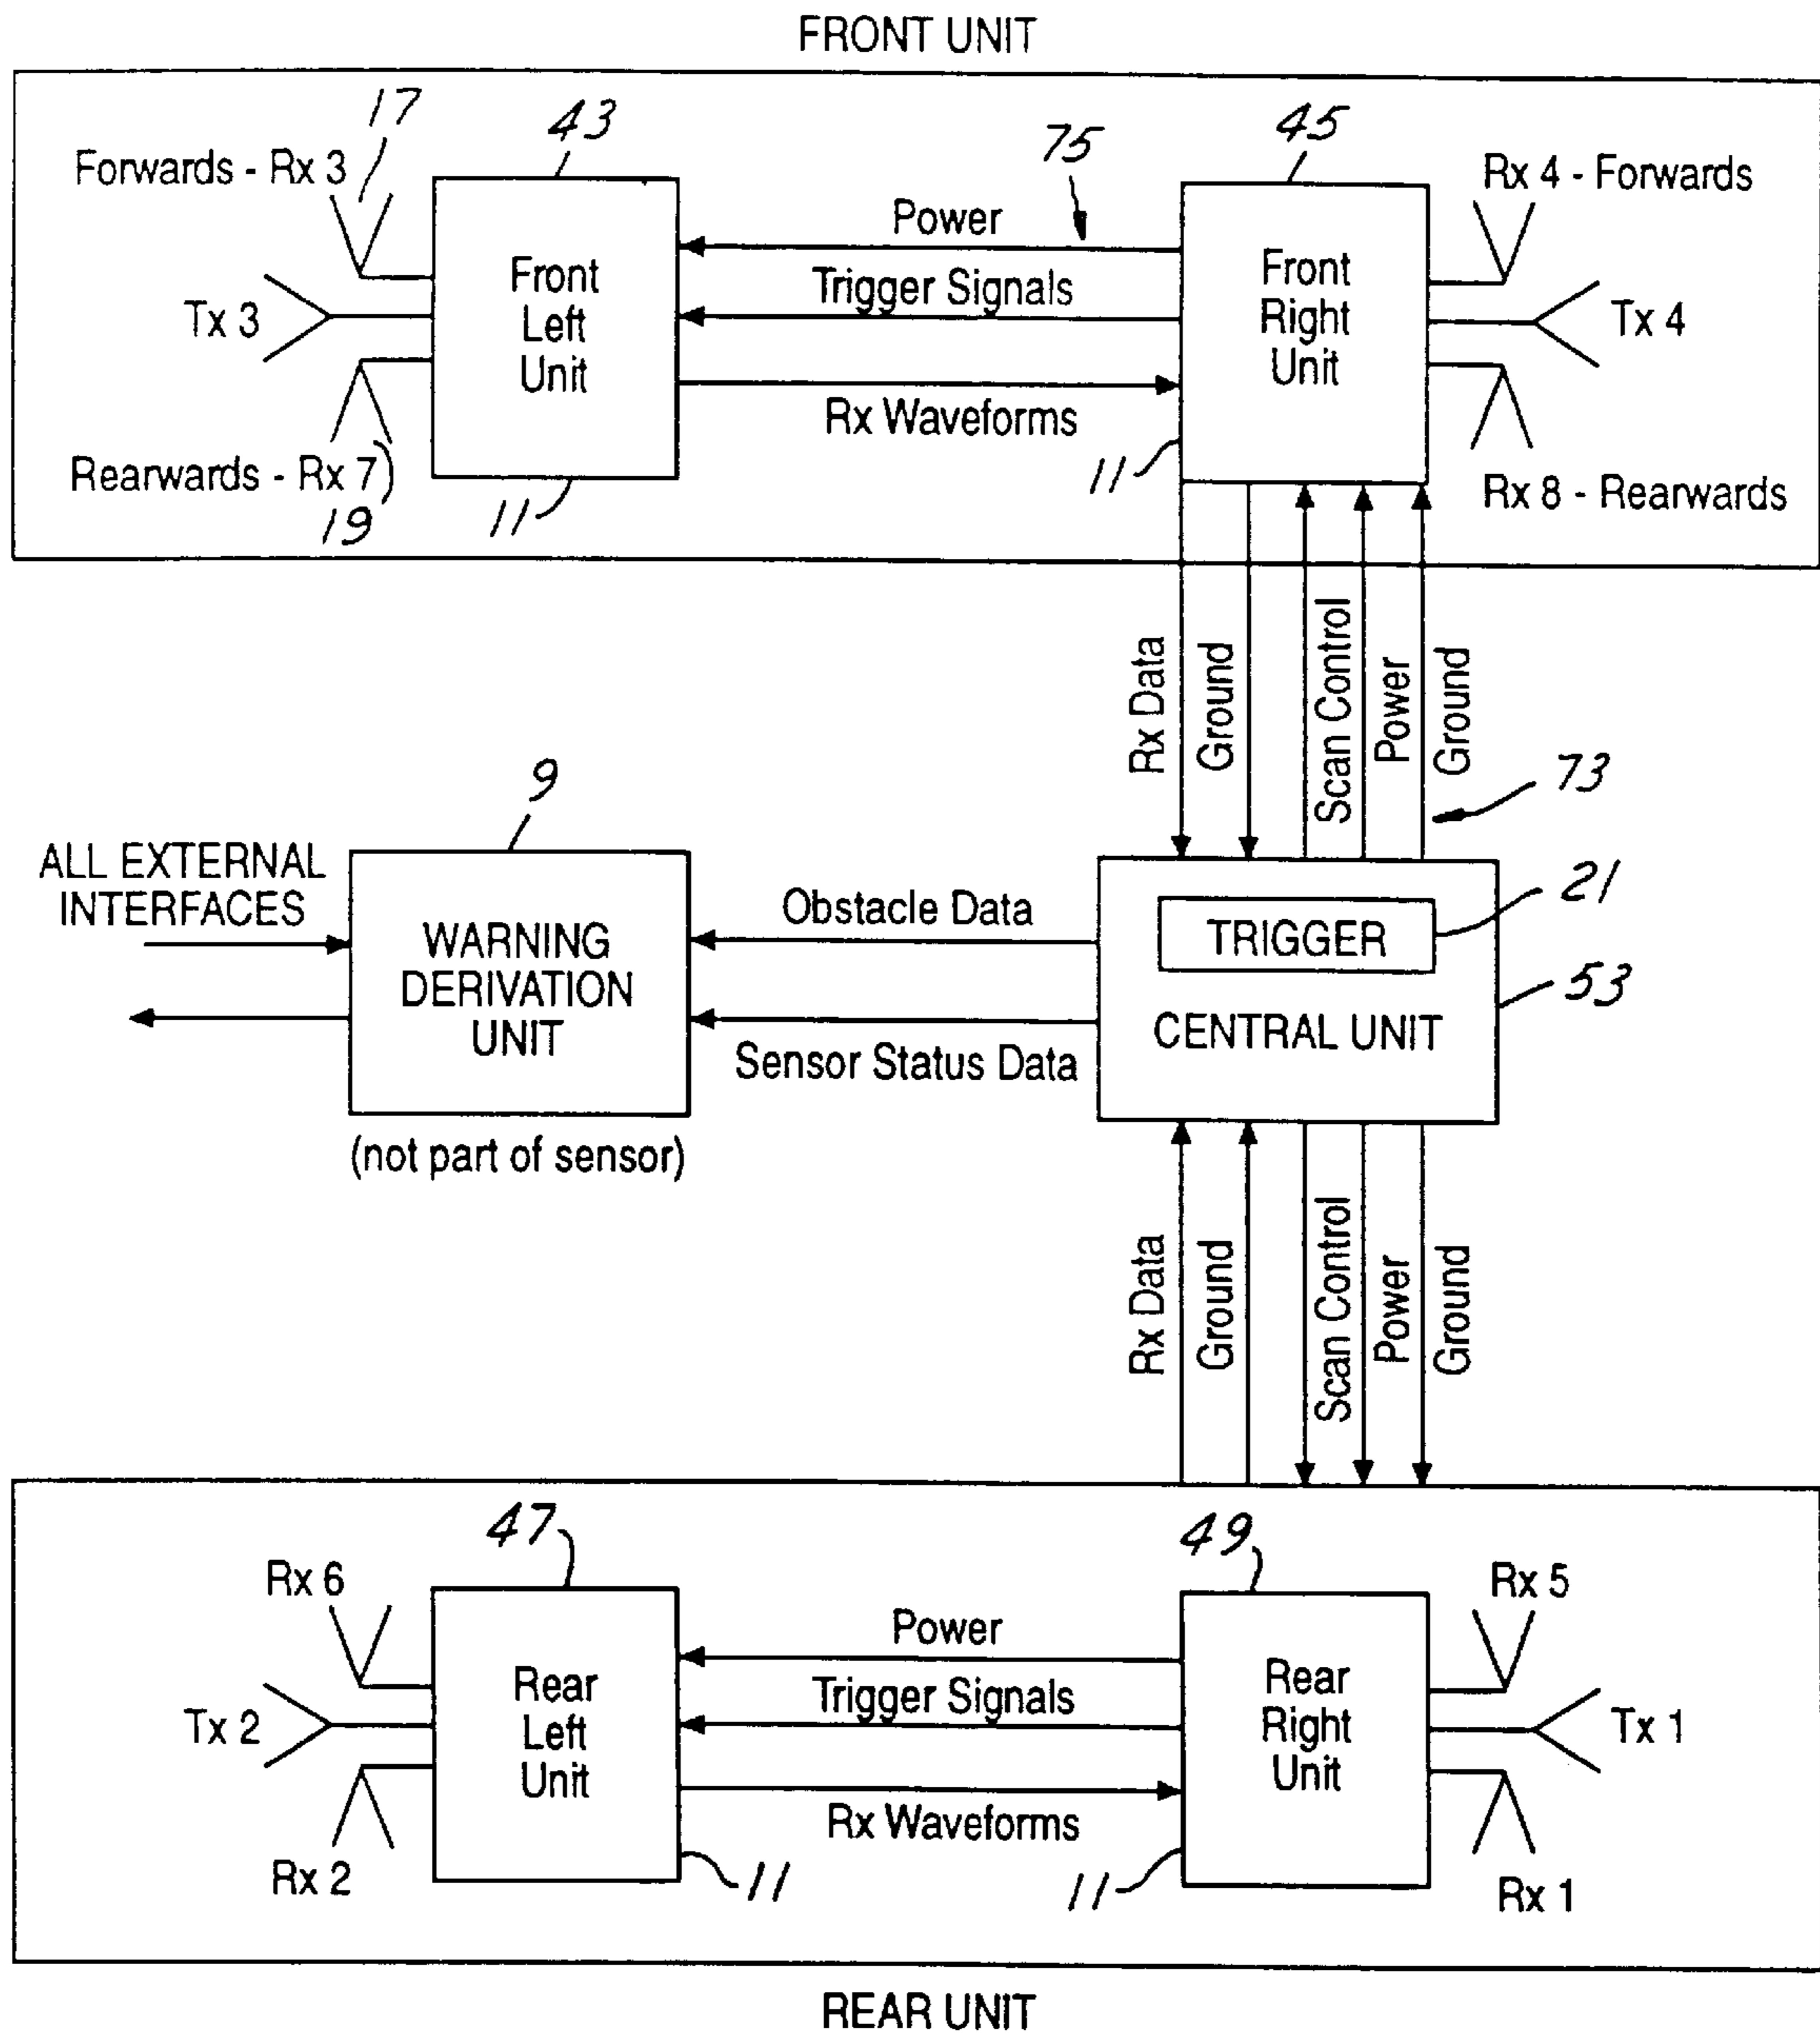 FRONT UNIT
17
43
75
45
Forwards - Rx 3
Rx 4 - Forwards
Power
Front
Left
Unit
Front
Right
Unit
Trigger Signals
Tx 3
Tx 4
Rx Waveforms
Rearwards - Rx 7
19
11
11
Rx 8 - Rearwards
Rx Data
Ground
Scan Control
Power
Ground
73
9
ALL EXTERNAL
INTERFACES
WARNING
DERIVATION
UNIT
Obstacle Data
Sensor Status Data
TRIGGER
21
CENTRAL UNIT
53
(not part of sensor)
Rx Data
Ground
Scan Control
Power
Ground
47
49
Rx 6
Rx 5
Power
Rear
Left
Unit
Rear
Right
Unit
Trigger Signals
Tx 2
Tx 1
Rx Waveforms
Rx 2
11
11
Rx 1
REAR UNIT